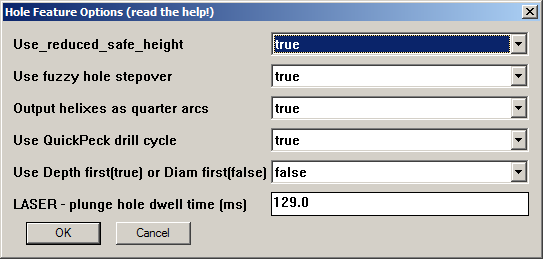 Hole Feature Options (read the help!)
Use_reduced_safe_height true
Use fuzzy hole stepover true
Output helixes as quarter arcs true
Use QuickPeck drill cycle true
Use Depth first(true) or Diam first(false) false
LASER - plunge hole dwell time (ms) 129.0
OK Cancel